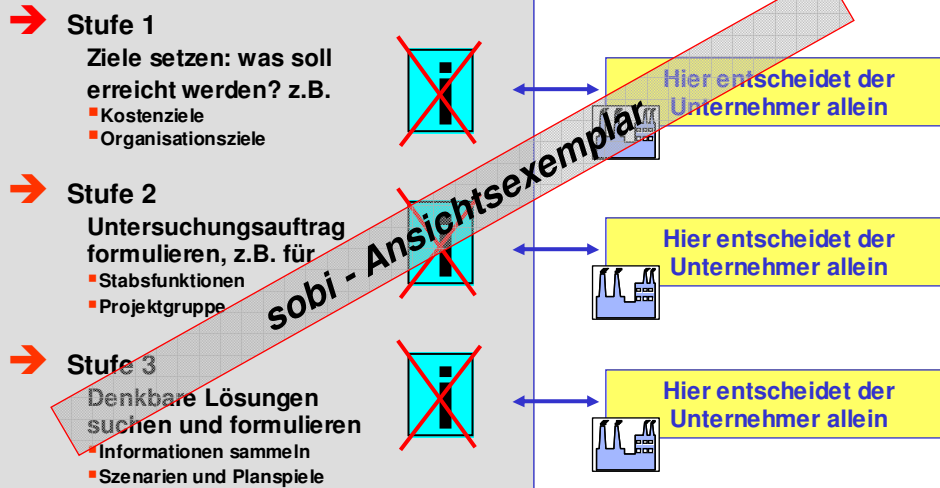 Stufe 1
Ziele setzen: was soll
erreicht werden? z.B.
Kostenziele
Organisationsziele
i
Hier entscheidet der
Unternehmer allein
Stufe 2
Untersuchungsauftrag
formulieren, z.B. für
Stabsfunktionen
Projektgruppe
i
Hier entscheidet der
Unternehmer allein
Stufe 3
Denkbare Lösungen
suchen und formulieren
Informationen sammeln
Szenarien und Planspiele
i
Hier entscheidet der
Unternehmer allein
sobi - Ansichtsexemplar